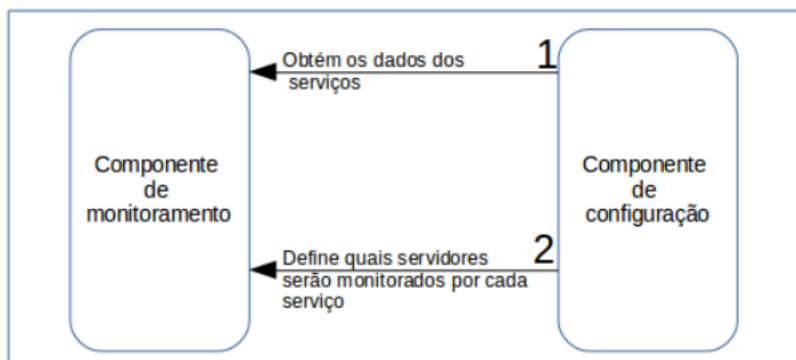 Obtém os dados dos
serviços
1
Componente
de
monitoramento
Componente
de
configuração
Define quais servidores
serão monitorados por cada
serviço
2